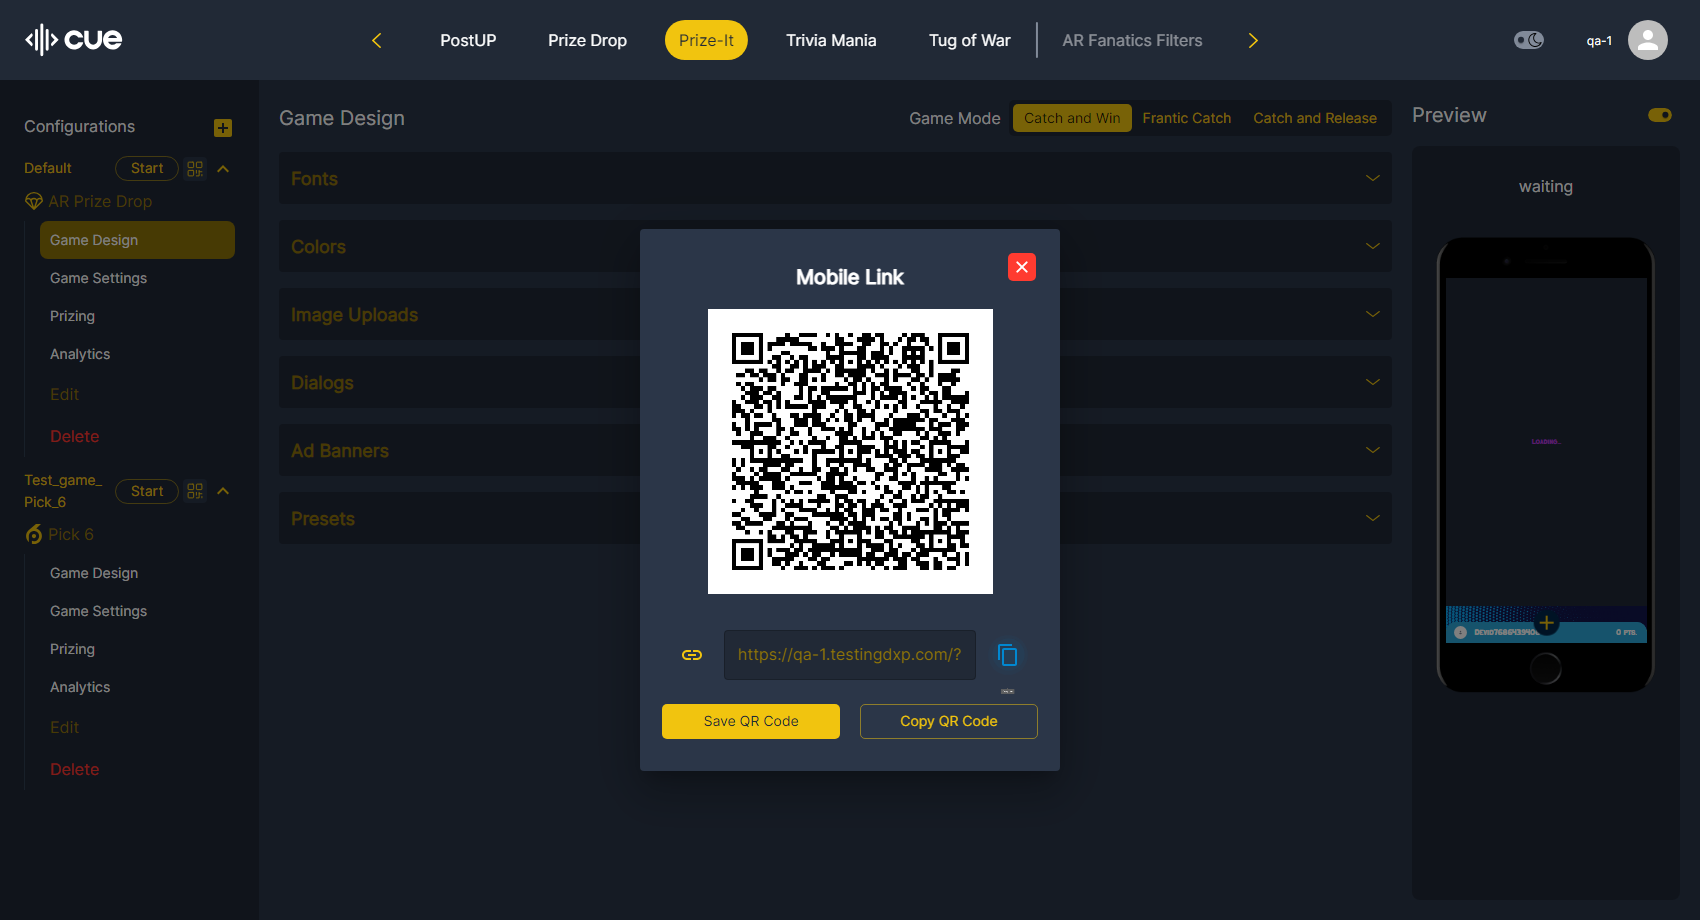 cue
PostUP
Prize Drop
Prize-It
Trivia Mania
Tug of War
AR Fanatics Filters
qa-1
Configurations
Default
Start
AR Prize Drop
Game Design
Game Settings
Prizing
Analytics
Edit
Delete
Test_game_
Pick_6
Start
Pick 6
Game Design
Game Settings
Prizing
Analytics
Edit
Delete
Game Design
Game Mode
Catch and Win
Frantic Catch
Catch and Release
Fonts
Colors
Image Uploads
Dialogs
Ad Banners
Presets
Mobile Link
https://qa-1.testingdxp.com/?
Save QR Code
Copy QR Code
Preview
waiting
Loading..
0 PTS.